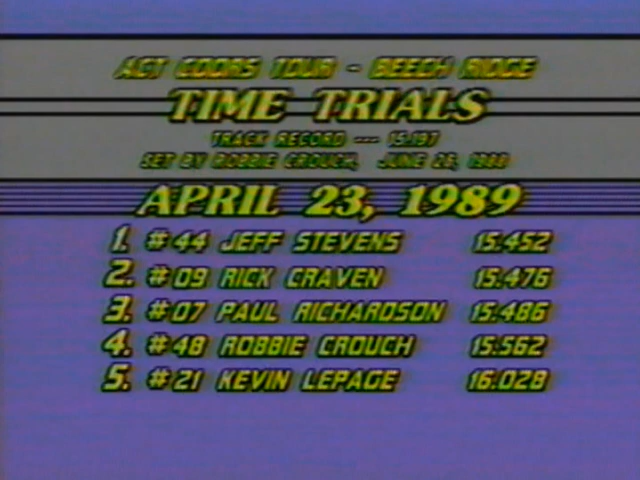 ACT COORS TOUR - BEECH RIDGE
TIME TRIALS
TRACK RECORD --- 15.197
SET BY ROBBIE CROUCH, JUNE 26, 1988
APRIL 23, 1989
1. #44 JEFF STEVENS 15.452
2. #09 RICK CRAVEN 15.476
3. #07 PAUL RICHARDSON 15.486
4. #48 ROBBIE CROUCH 15.562
5. #21 KEVIN LEPAGE 16.028